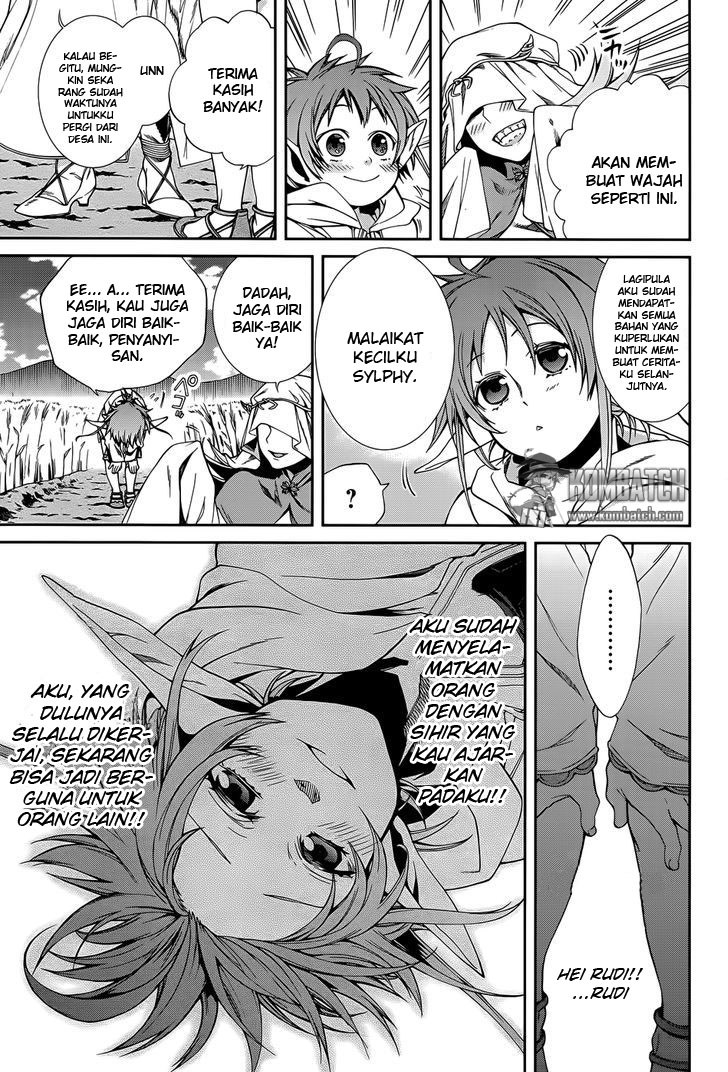 AKAN MEM-
BUAT WAJAH
SEPERTI INI.
TERIMA
KASIH
BANYAK!
UNN
KALAU BE-
GITU, MUNG-
KIN SEKA
RANG SUDAH
WAKTUNYA
UNTUKKU
PERGI DARI
DESA INI.
LAGIPULA
AKU SUDAH
MENDAPAT-
KAN SEMUA
BAHAN YANG
KUPERLUKAN
UNTUK MEM-
BUAT CERITA-
KU SELAN-
JUTNYA.
MALAIKAT
KECILKU
SYLPHY.
?
DADAH,
JAGA DIRI
BAIK-BAIK
YA!
EE... A... TERIMA
KASIH, KAU JUGA
JAGA DIRI BAIK-
BAIK, PENYANYI-
SAN.
ペコ
KOMBATCH
www.kombatch.com
.........
HEI RUDI!!
...RUDI
AKU SUDAH
MENYELA-
MATKAN
ORANG
DENGAN
SIHIR YANG
KAU AJAR-
KAN
PADAKU!!
AKU, YANG
DULUNYA
SELALU DIKER-
JAI, SEKARANG
BISA JADI BER-
GUNA UNTUK
ORANG LAIN!!